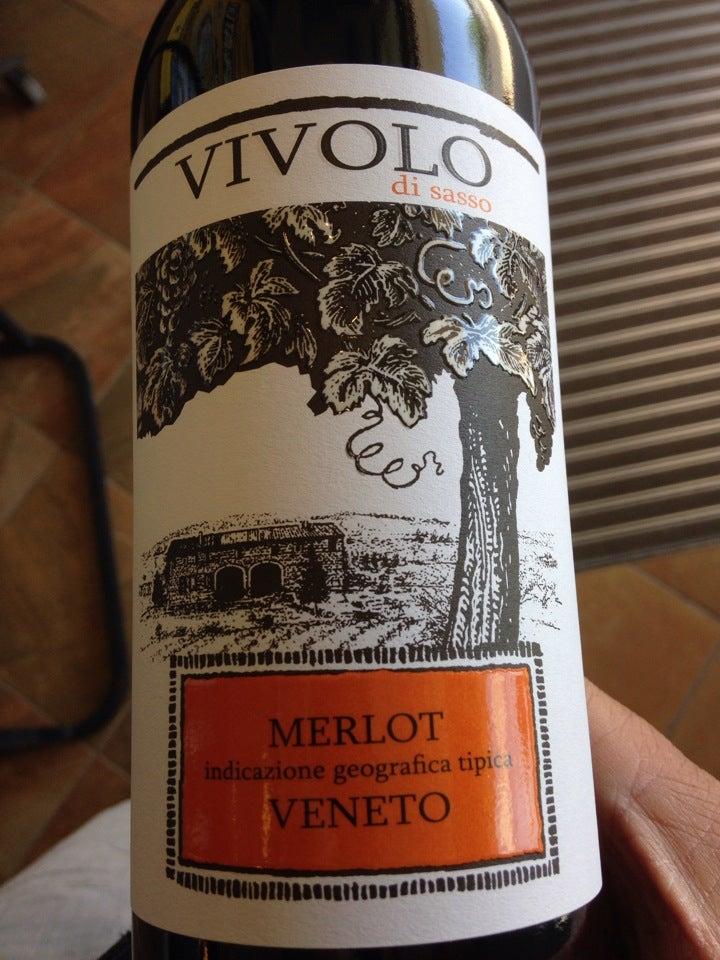 VIVOLO
di sasso
MERLOT
indicazione geografica tipica
VENETO